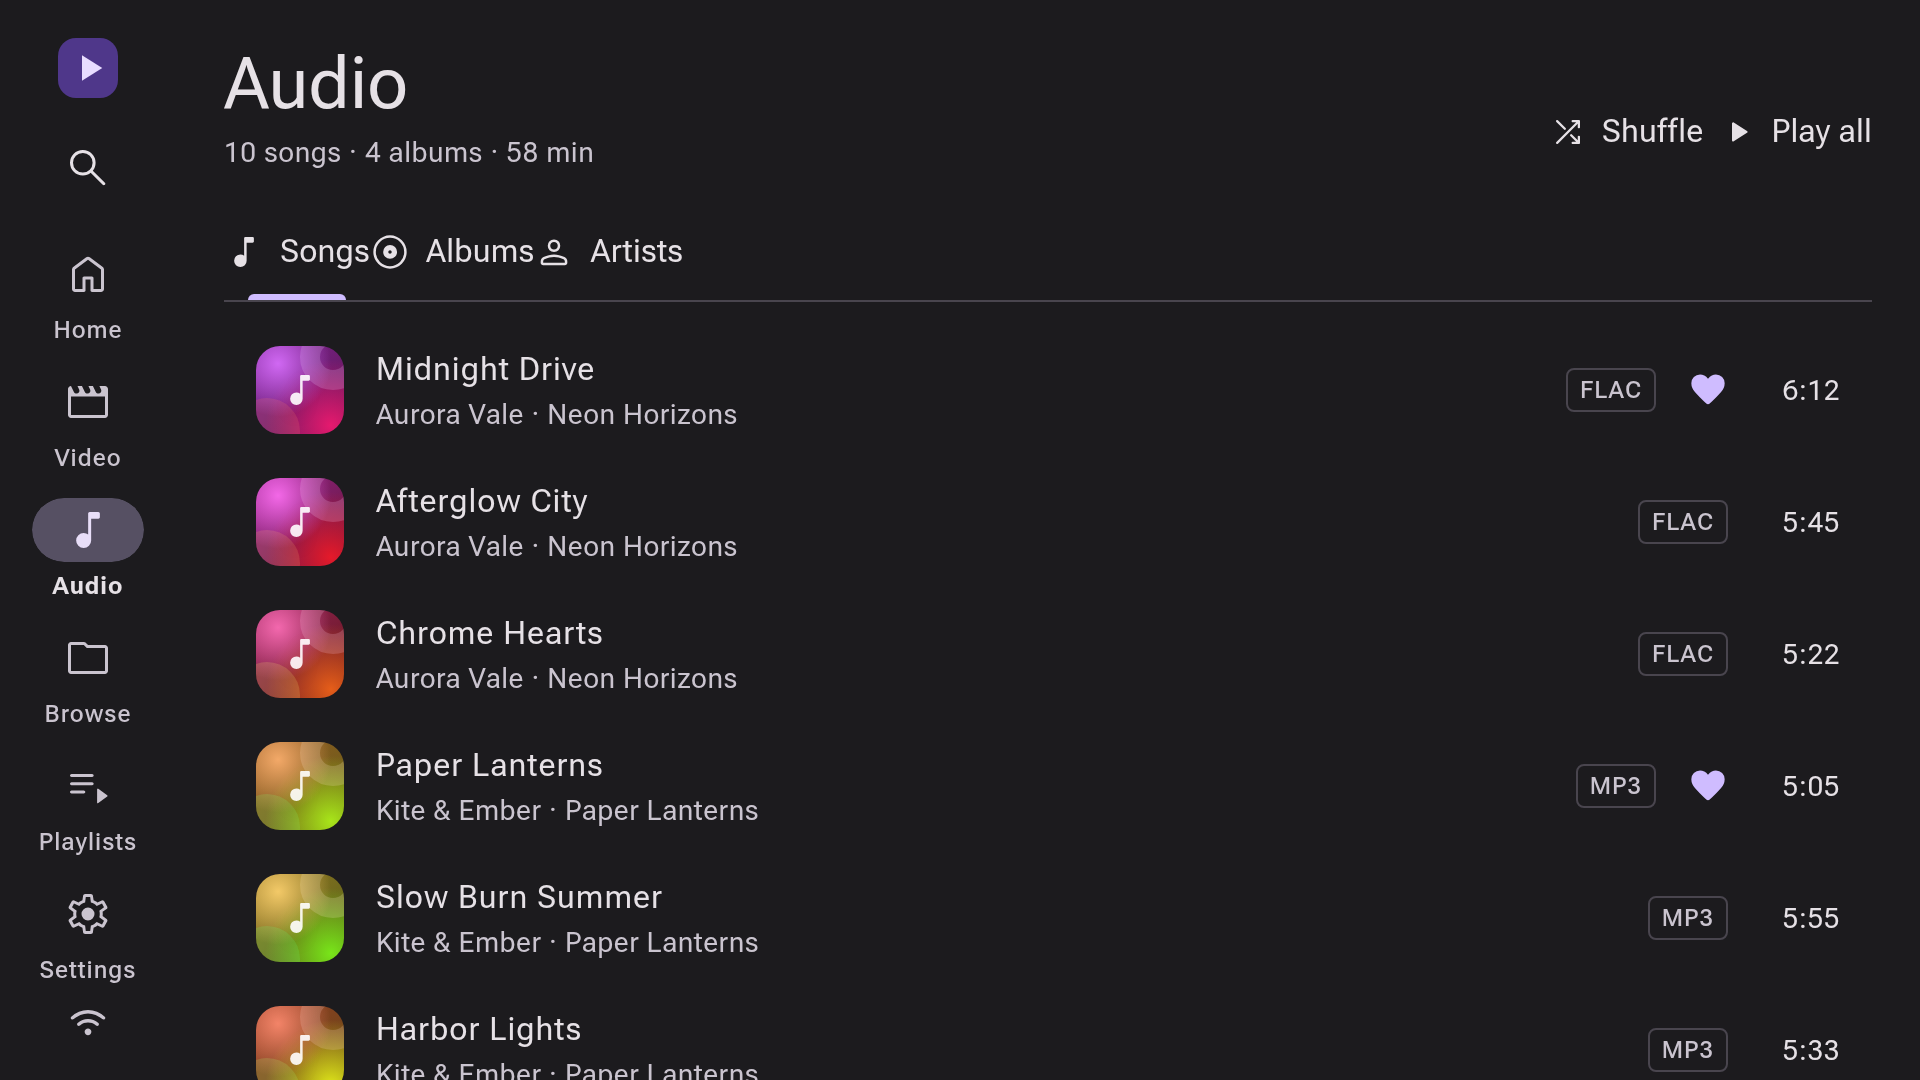 Audio
10 songs · 4 albums · 58 min
Shuffle
Play all
Home
Video
Audio
Browse
Playlists
Settings
Songs
Albums
Artists
Midnight Drive
Aurora Vale · Neon Horizons
FLAC
6:12
Afterglow City
Aurora Vale · Neon Horizons
FLAC
5:45
Chrome Hearts
Aurora Vale · Neon Horizons
FLAC
5:22
Paper Lanterns
Kite & Ember · Paper Lanterns
MP3
5:05
Slow Burn Summer
Kite & Ember · Paper Lanterns
MP3
5:55
Harbor Lights
Kite & Ember · Paper Lanterns
MP3
5:33